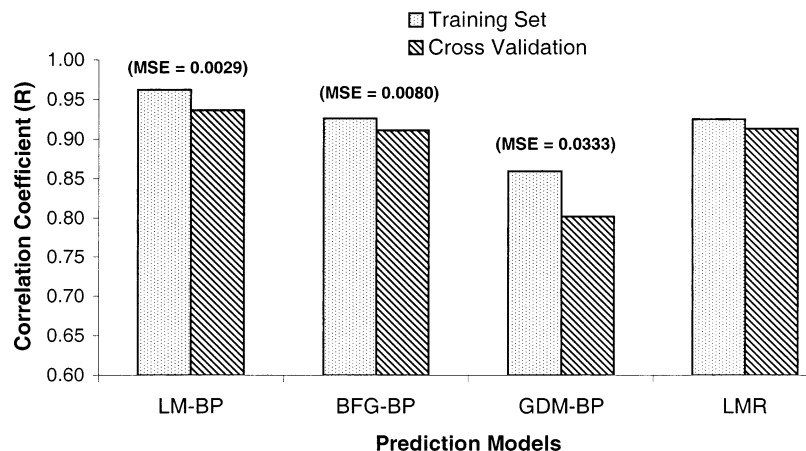 Training Set
Cross Validation
Correlation Coefficient (R)
1.00
0.95
0.90
0.85
0.80
0.75
0.70
0.65
0.60
(MSE = 0.0029)
(MSE = 0.0080)
(MSE = 0.0333)
LM-BP BFG-BP GDM-BP LMR
Prediction Models